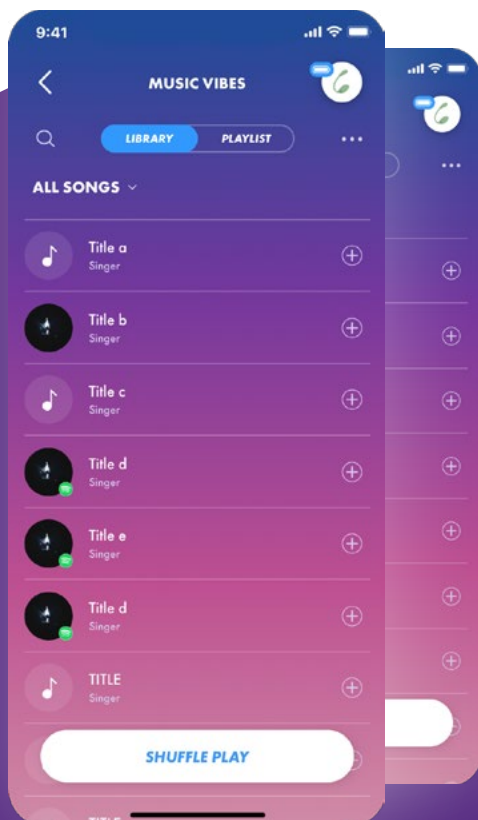 9:41
MUSIC VIBES
LIBRARY PLAYLIST
ALL SONGS
Title a
Singer
Title b
Singer
Title c
Singer
Title d
Singer
Title e
Singer
Title d
Singer
TITLE
Singer
SHUFFLE PLAY